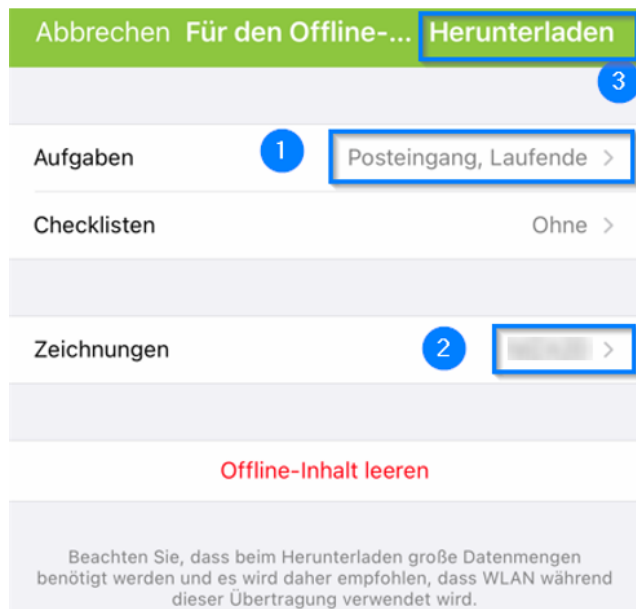 Abbrechen Für den Offline-... Herunterladen
3
Aufgaben 1 Posteingang, Laufende >
Checklisten Ohne >
Zeichnungen 2 >
Offline-Inhalt leeren
Beachten Sie, dass beim Herunterladen große Datenmengen
benötigt werden und es wird daher empfohlen, dass WLAN während
dieser Übertragung verwendet wird.